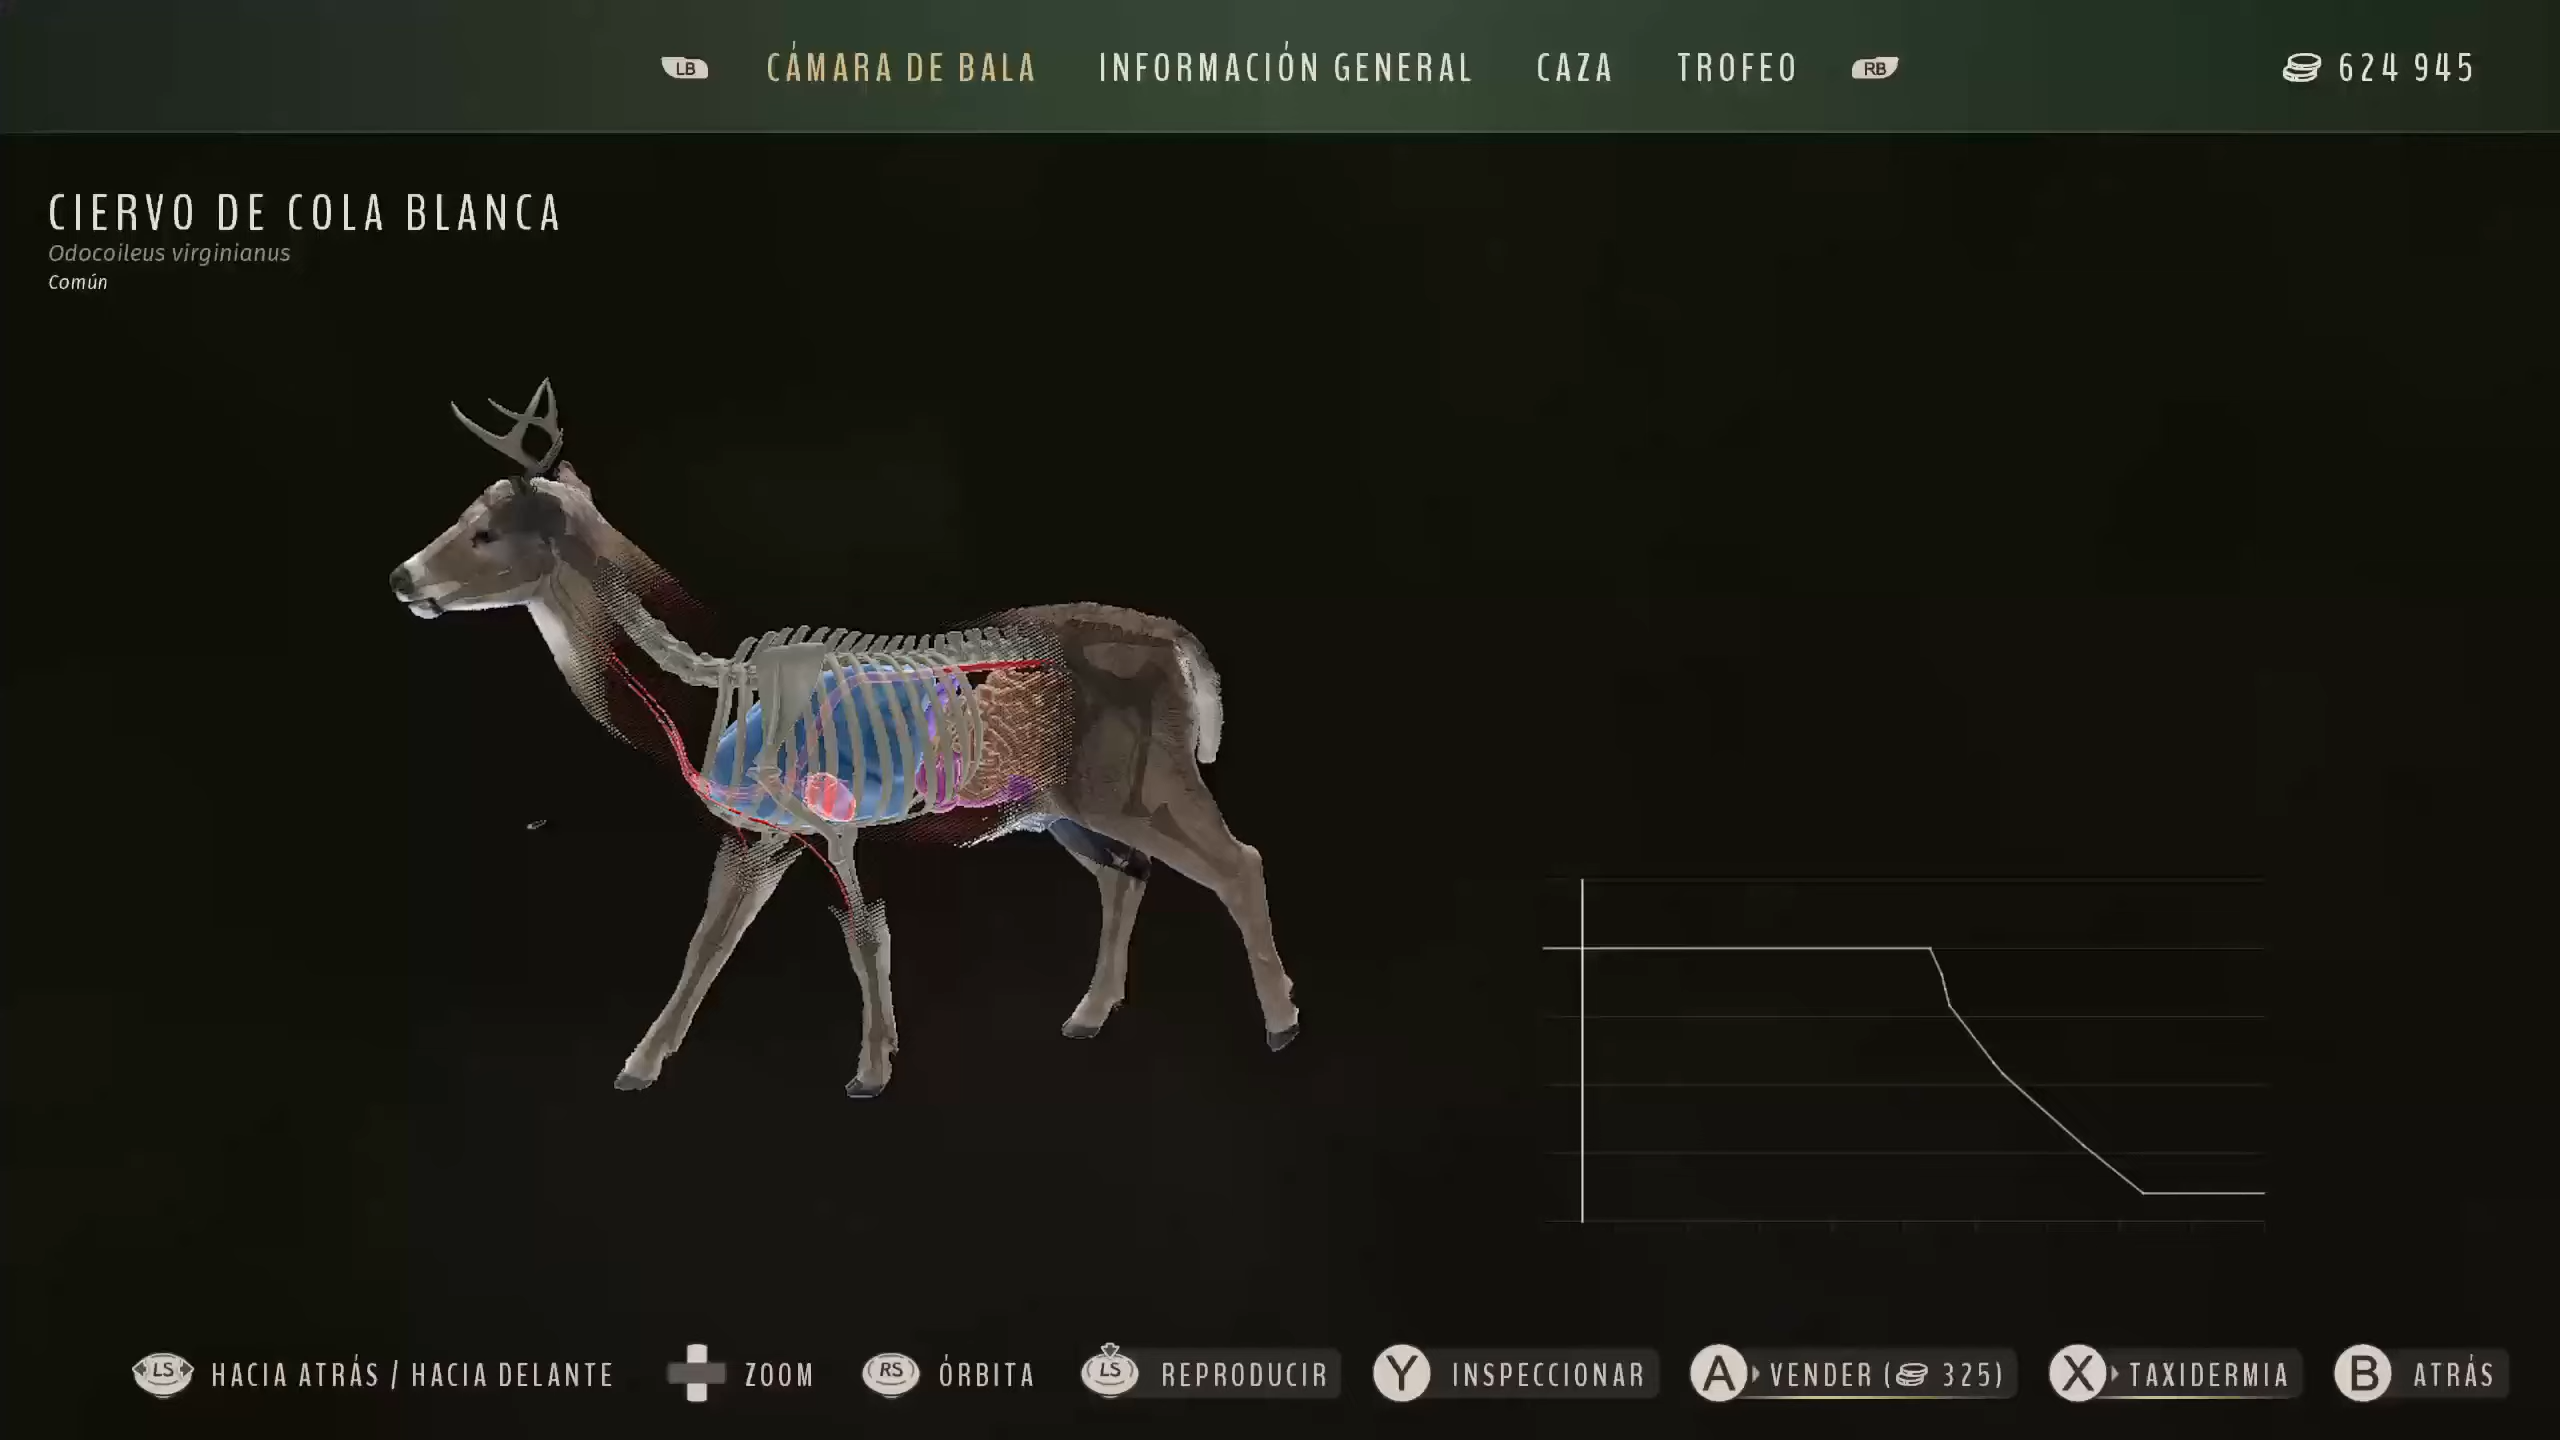 LB CÁMARA DE BALA INFORMACIÓN GENERAL CAZA TROFEO RB 624 945
CIERVO DE COLA BLANCA
Odocoileus virginianus
Común
LS HACIA ATRÁS / HACIA DELANTE ZOOM RS ÓRBITA LS REPRODUCIR Y INSPECCIONAR A VENDER ( 325) X TAXIDERMIA B ATRÁS